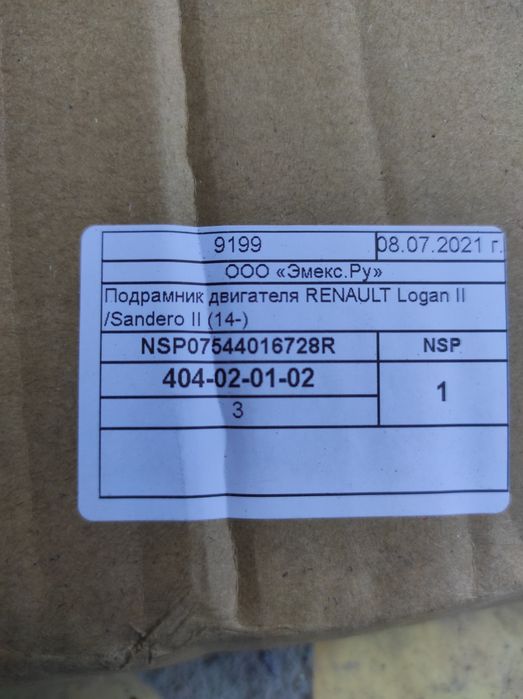 9199 08.07.2021 г.
ООО «Эмекс.Ру»
Подрамник двигателя RENAULT Logan II
/Sandero II (14-)
NSP07544016728R NSP
404-02-01-02 1
3